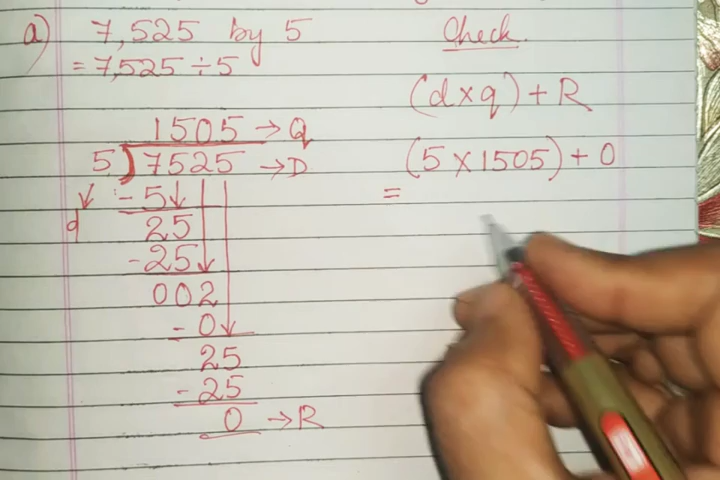 a) 7,525 by 5
= 7,525 ÷ 5
1505 → Q
5) 7525 → D
d
- 5
25
- 25
002
- 0
25
- 25
0 → R
Check
(d × q) + R
(5 × 1505) + 0
=